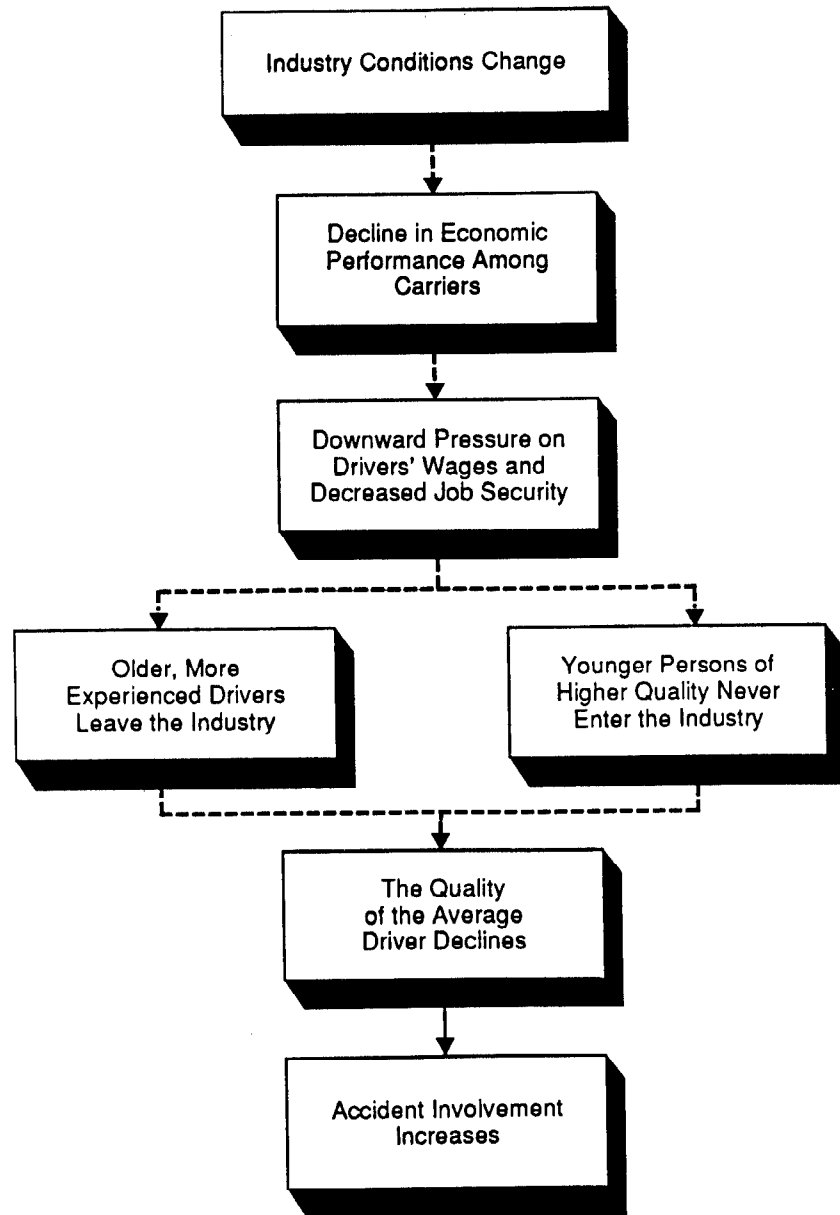 Industry Conditions Change
Decline in Economic
Performance Among
Carriers
Downward Pressure on
Drivers' Wages and
Decreased Job Security
Older, More
Experienced Drivers
Leave the Industry
Younger Persons of
Higher Quality Never
Enter the Industry
The Quality
of the Average
Driver Declines
Accident Involvement
Increases